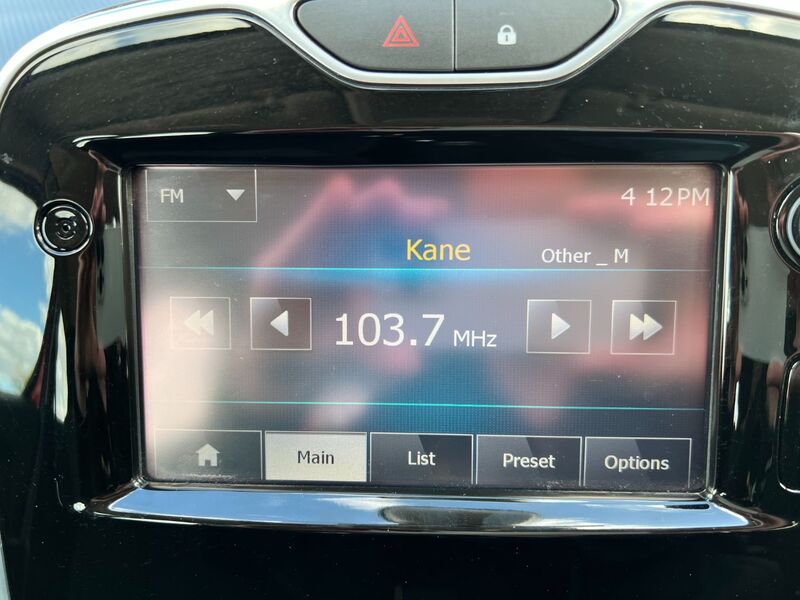 FM
4 12PM
Kane
Other _ M
103.7 MHz
Main
List
Preset
Options